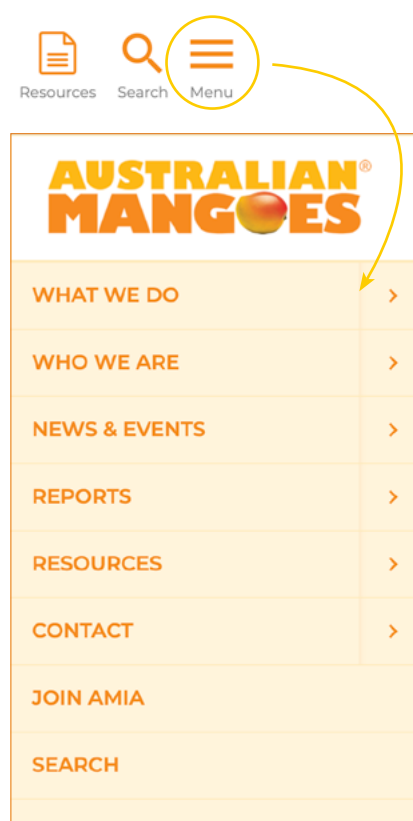 Resources Search Menu
AUSTRALIAN®
MANGOES
WHAT WE DO
WHO WE ARE
NEWS & EVENTS
REPORTS
RESOURCES
CONTACT
JOIN AMIA
SEARCH